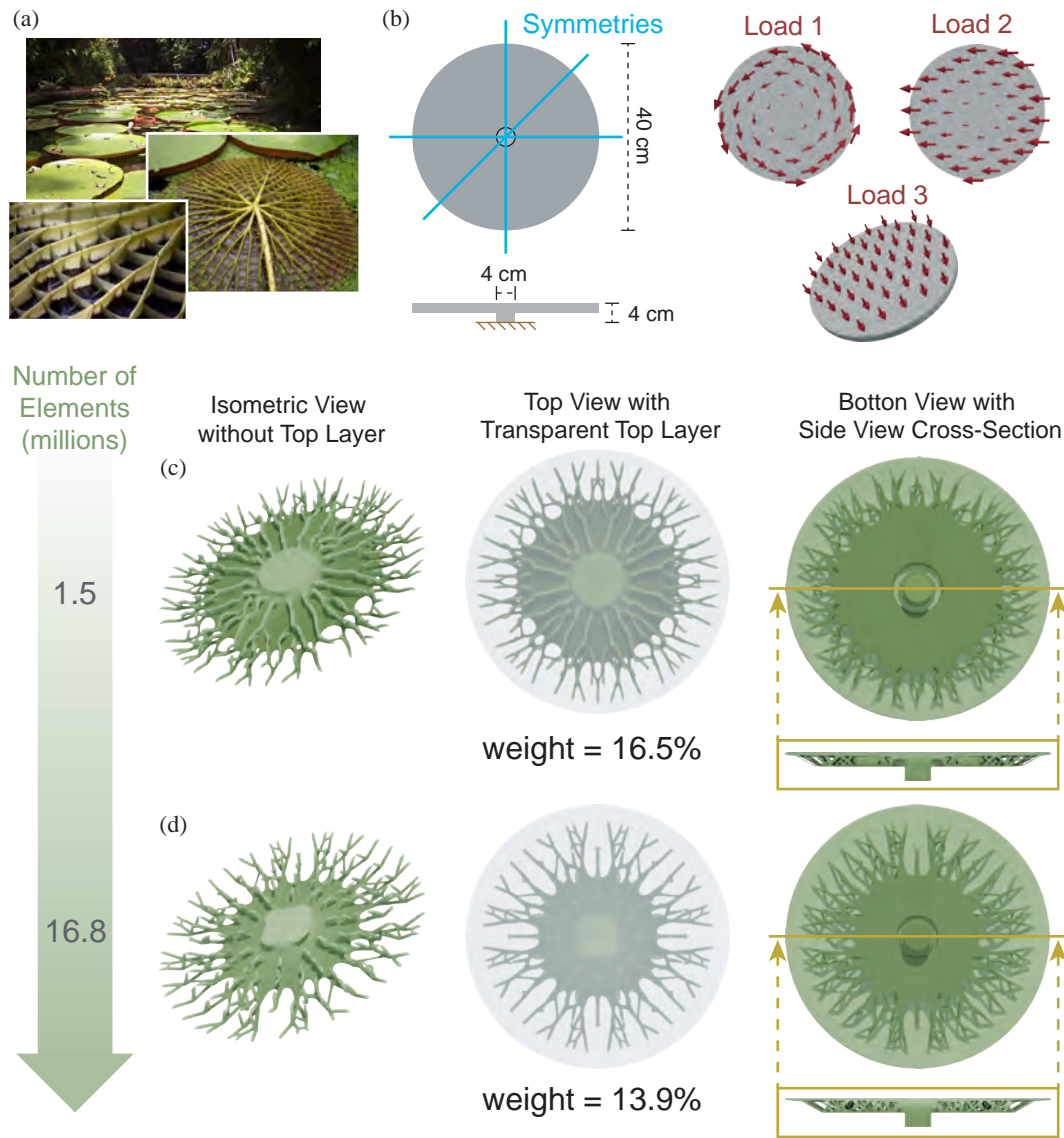 (a)
(b)
Symmetries
40 cm
4 cm
4 cm
Load 1
Load 2
Load 3
Number of
Elements
(millions)
Isometric View
without Top Layer
Top View with
Transparent Top Layer
Botton View with
Side View Cross-Section
(c)
1.5
weight = 16.5%
(d)
16.8
weight = 13.9%